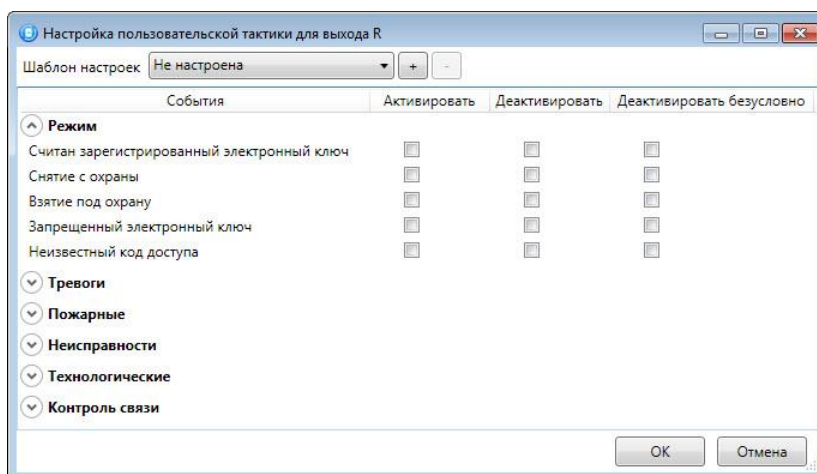 Настройка пользовательской тактики для выхода R
Шаблон настроек Не настроена + -
События Активировать Деактивировать Деактивировать безусловно
Режим
Считан зарегистрированный электронный ключ
Снятие с охраны
Взятие под охрану
Запрещенный электронный ключ
Неизвестный код доступа
Тревоги
Пожарные
Неисправности
Технологические
Контроль связи
ОК Отмена